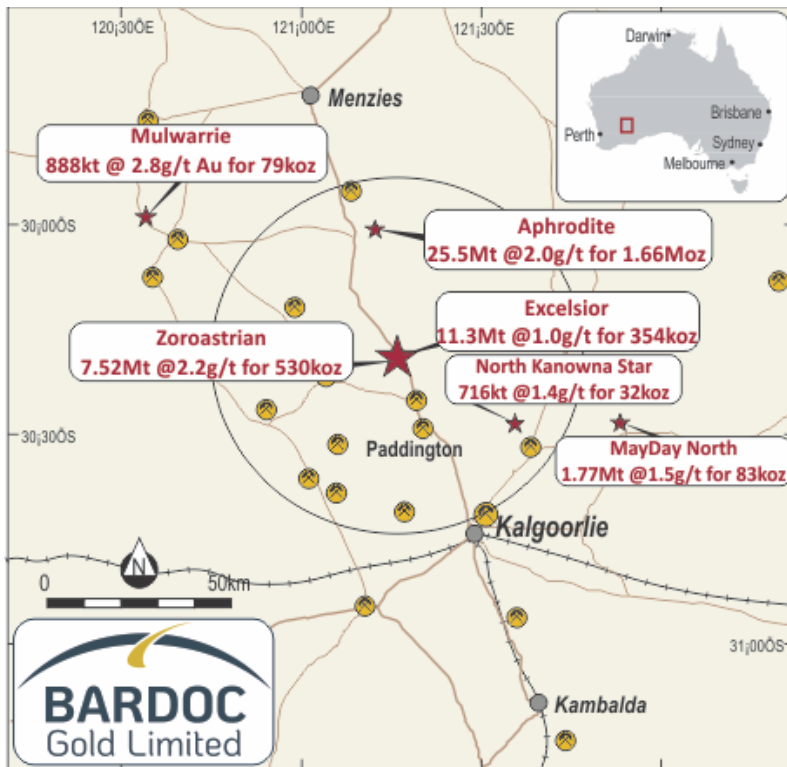 120¡30ÕE
121¡00ÕE
121¡30ÕE
Darwin
Brisbane
Perth
Sydney
Melbourne
Menzies
Mulwarrie
888kt @ 2.8g/t Au for 79koz
30¡00ÕS
Aphrodite
25.5Mt @2.0g/t for 1.66Moz
Excelsior
11.3Mt @1.0g/t for 354koz
Zoroastrian
7.52Mt @2.2g/t for 530koz
North Kanowna Star
716kt @1.4g/t for 32koz
30¡30ÕS
Paddington
MayDay North
1.77Mt @1.5g/t for 83koz
Kalgoorlie
N
0
50km
31¡00ÕS
BARDOC
Gold Limited
Kambalda